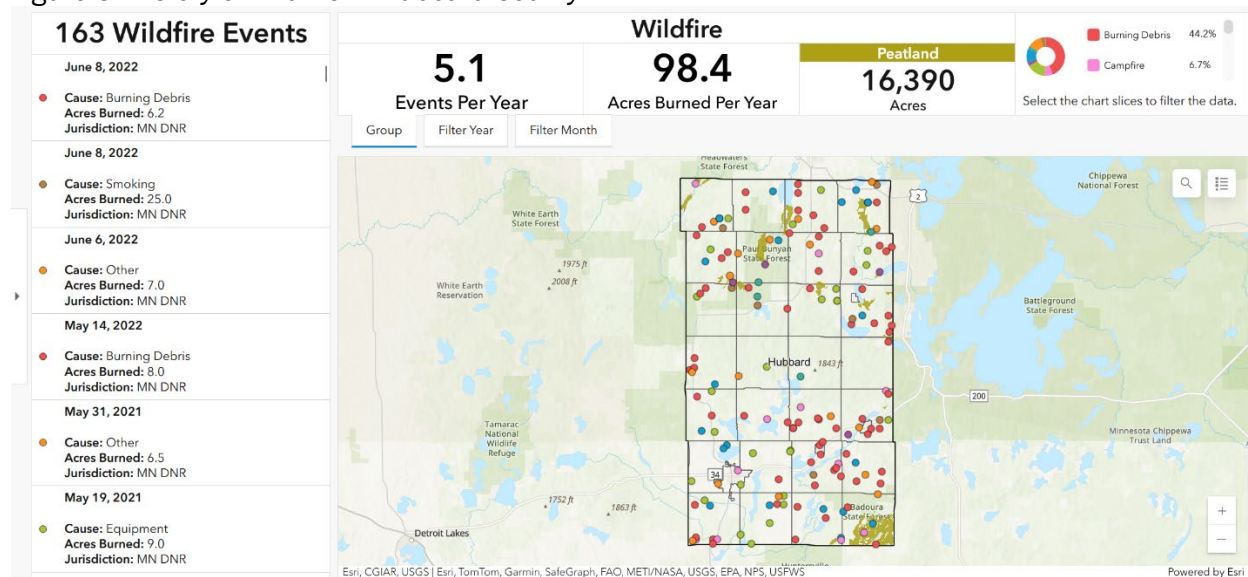 163 Wildfire Events
June 8, 2022
Cause: Burning Debris
Acres Burned: 6.2
Jurisdiction: MN DNR
June 8, 2022
Cause: Smoking
Acres Burned: 25.0
Jurisdiction: MN DNR
June 6, 2022
Cause: Other
Acres Burned: 7.0
Jurisdiction: MN DNR
May 14, 2022
Cause: Burning Debris
Acres Burned: 8.0
Jurisdiction: MN DNR
May 31, 2021
Cause: Other
Acres Burned: 6.5
Jurisdiction: MN DNR
May 19, 2021
Cause: Equipment
Acres Burned: 9.0
Jurisdiction: MN DNR
Wildfire
5.1
Events Per Year
98.4
Acres Burned Per Year
Peatland
16,390
Acres
Burning Debris 44.2%
Campfire 6.7%
Select the chart slices to filter the data.
Group Filter Year Filter Month
State Forest
Chippewa
National Forest
2
White Earth
State Forest
Paul Bunyan
State Forest
1975 ft
2008 ft
White Earth
Reservation
Battleground
State Forest
Hubbard
1843 ft
200
Tamarac
National
Wildlife
Refuge
Minnesota Chippewa
Trust Land
34
1752 ft
1863 ft
Badoura
State Forest
Detroit Lakes
+
−
Esri, CGIAR, USGS | Esri, TomTom, Garmin, SafeGraph, FAO, METI/NASA, USGS, EPA, NPS, USFWS
Powered by Esri